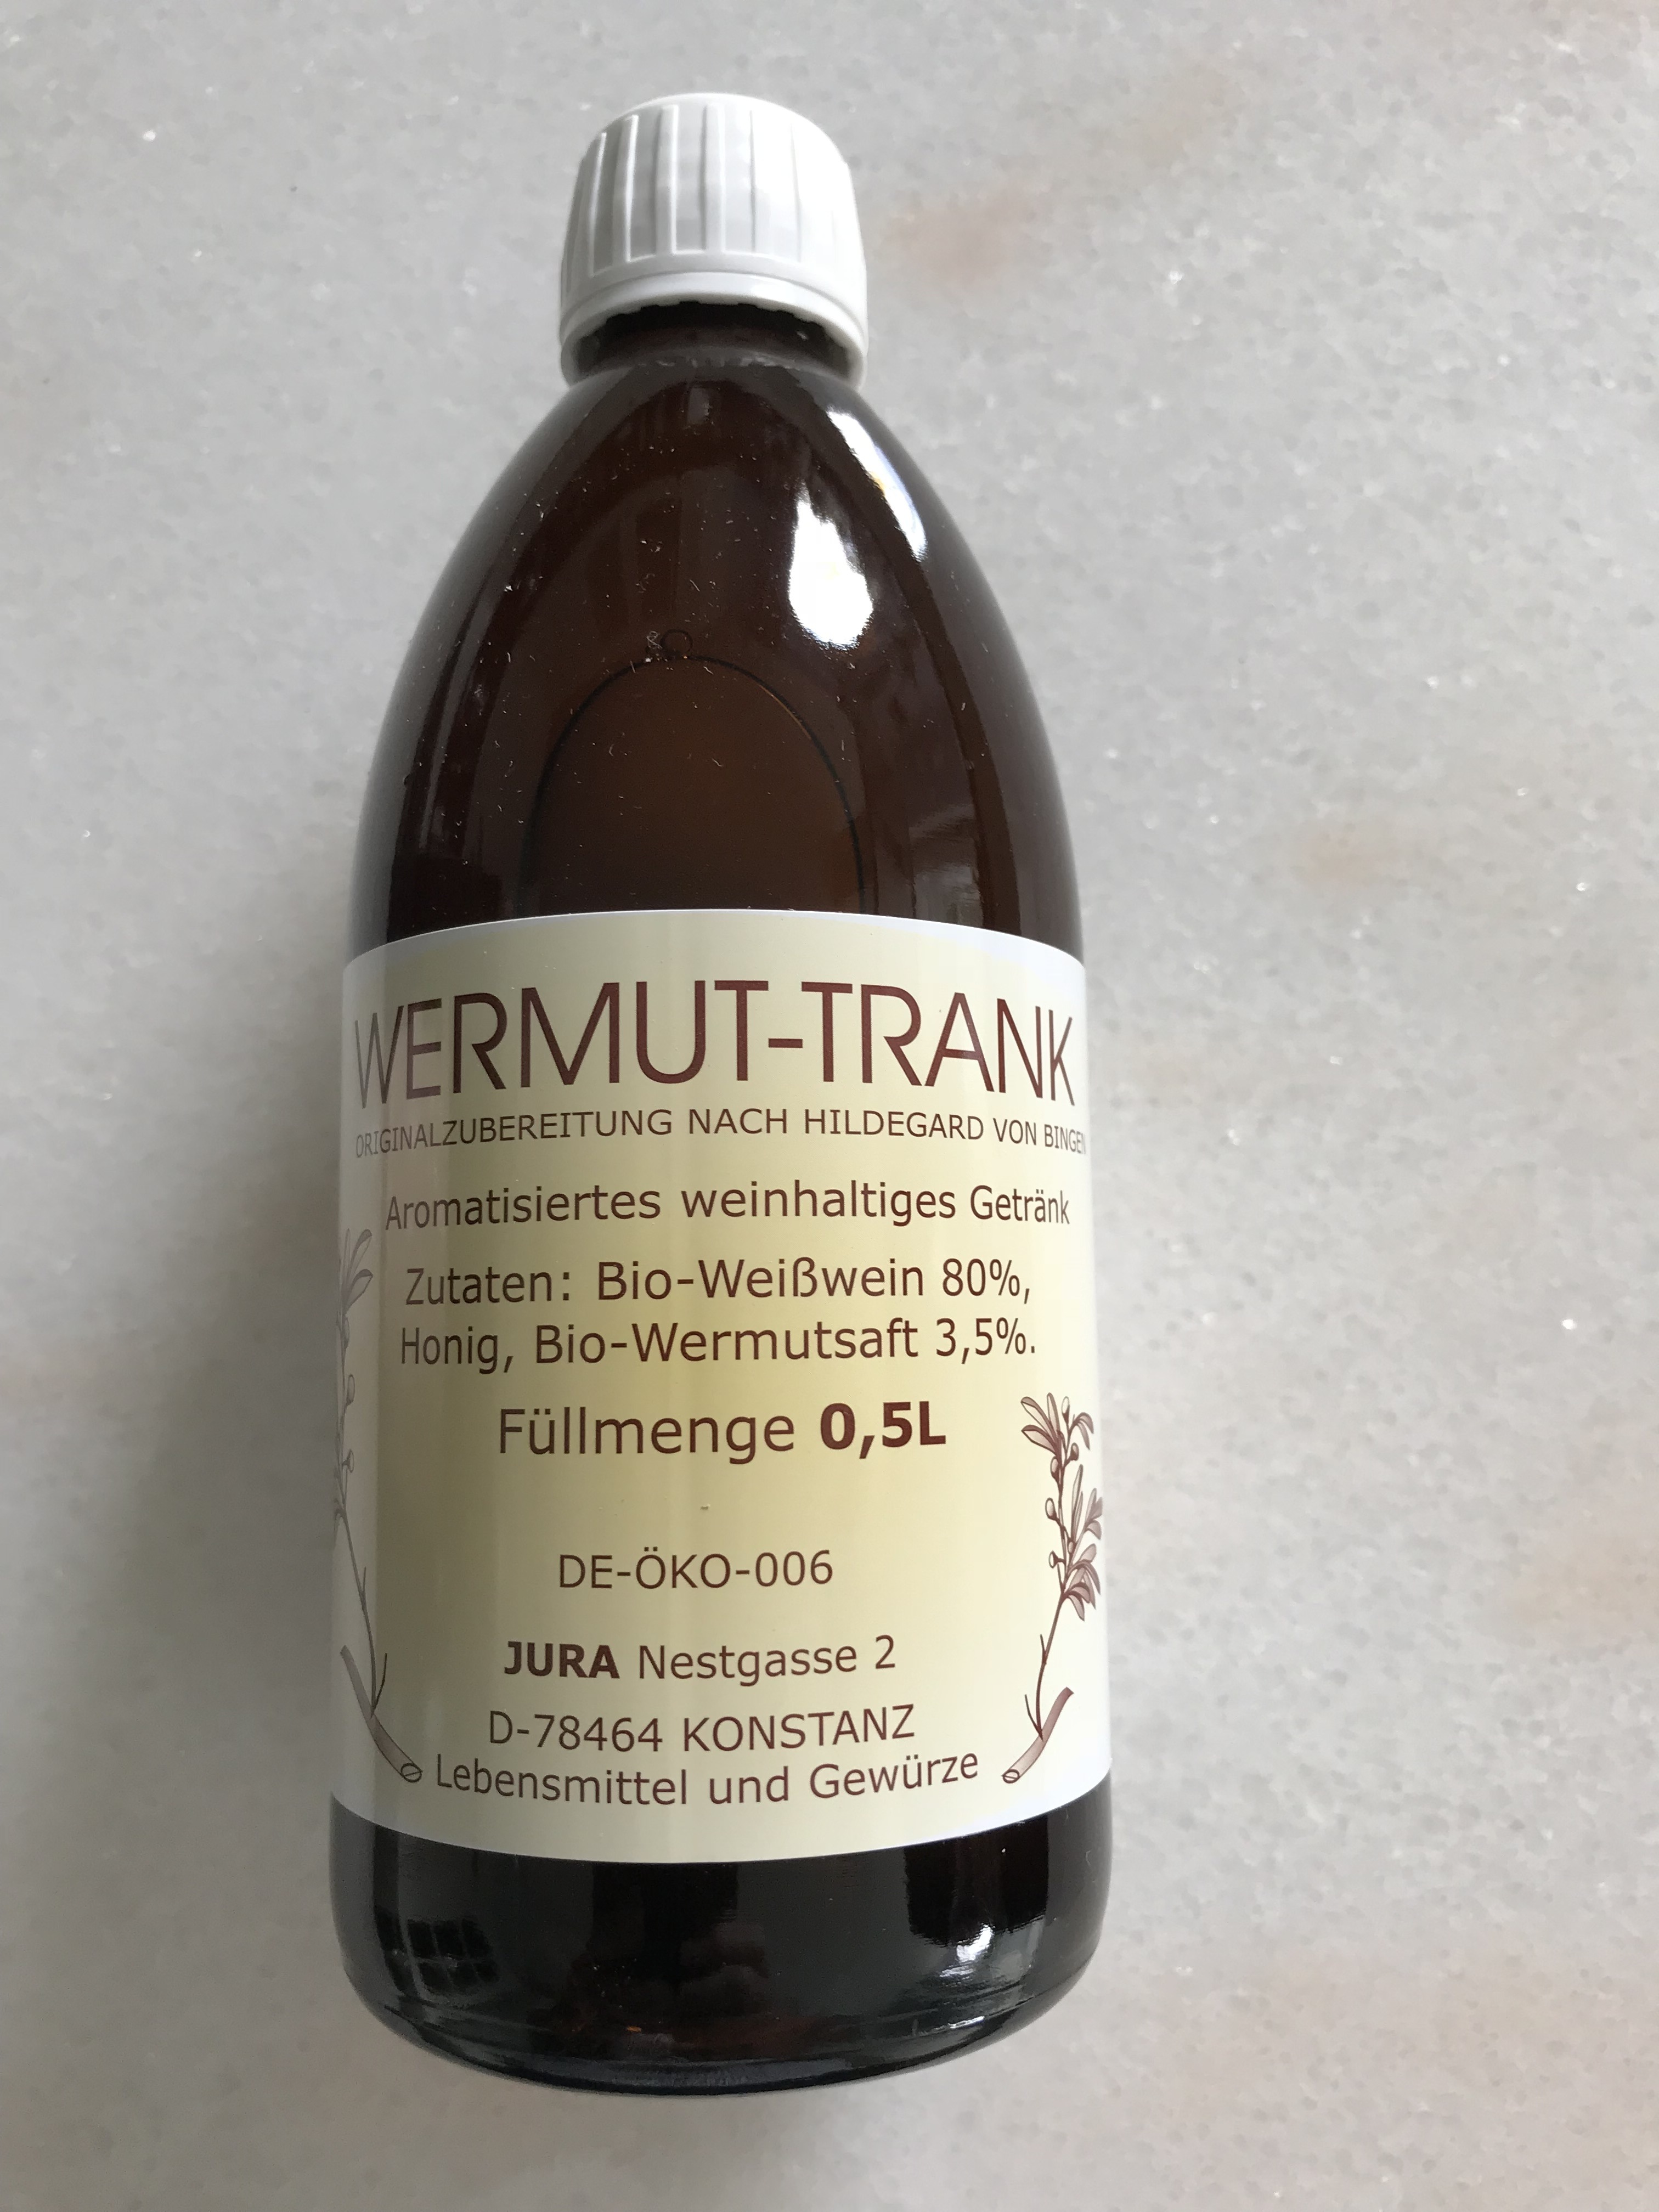 WERMUT-TRANK
ORIGINALZUBEREITUNG NACH HILDEGARD VON BINGEN
Aromatisiertes weinhaltiges Getränk
Zutaten: Bio-Weißwein 80%,
Honig, Bio-Wermutsaft 3,5%.
Füllmenge 0,5L
DE-ÖKO-006
JURA Nestgasse 2
D-78464 KONSTANZ
Lebensmittel und Gewürze